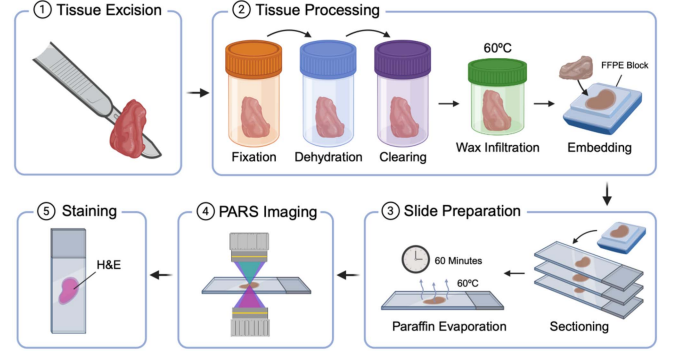 1 Tissue Excision
2 Tissue Processing
60ºC
FFPE Block
Fixation
Dehydration
Clearing
Wax Infiltration
Embedding
3 Slide Preparation
60 Minutes
60ºC
Paraffin Evaporation
Sectioning
4 PARS Imaging
5 Staining
H&E